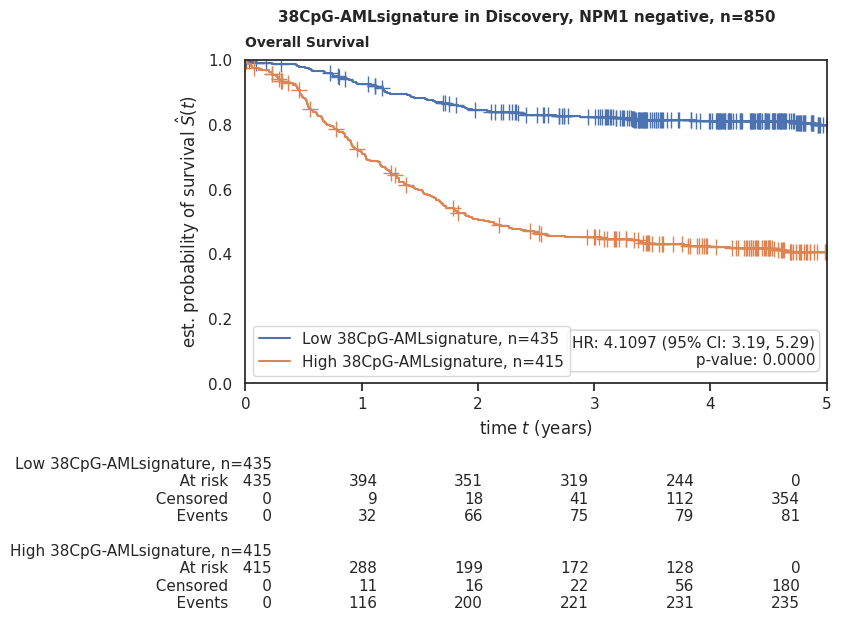 38CpG-AMLsignature in Discovery, NPM1 negative, n=850
Overall Survival
1.0
0.8
0.6
0.4
0.2
0.0
est. probability of survival Ŝ(t)
Low 38CpG-AMLsignature, n=435
High 38CpG-AMLsignature, n=415
HR: 4.1097 (95% CI: 3.19, 5.29)
p-value: 0.0000
0 1 2 3 4 5
time t (years)
Low 38CpG-AMLsignature, n=435
At risk 435 394 351 319 244 0
Censored 0 9 18 41 112 354
Events 0 32 66 75 79 81
High 38CpG-AMLsignature, n=415
At risk 415 288 199 172 128 0
Censored 0 11 16 22 56 180
Events 0 116 200 221 231 235